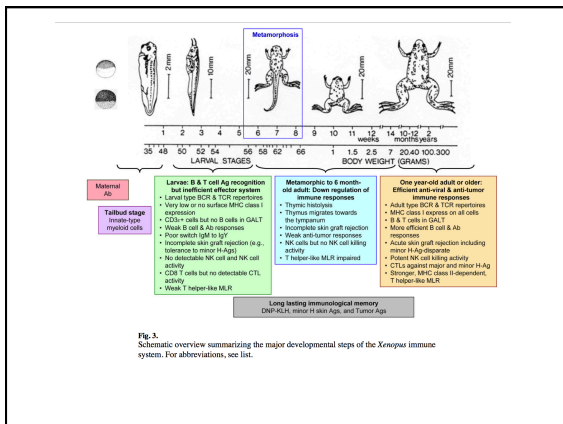 Metamorphosis
2mm
10mm
20mm
20mm
20mm
1 2 3 4 5 6 7 8 9 10 11 12 14 10-12 2
weeks months years
35 48 50 52 54 56 58 62 66 1 1.5 2.5 7 20.40 100.300
LARVAL STAGES BODY WEIGHT (GRAMS)
Maternal
Ab
Tailbud stage
Innate-type
myeloid cells
Larvae: B & T cell Ag recognition
but inefficient effector system
• Larval type BCR & TCR repertoires
• Very low or no surface MHC class I
expression
• CD3ε+ cells but no B cells in GALT
• Weak B cell & Ab responses
• Poor switch IgM to IgY
• Incomplete skin graft rejection (e.g.,
tolerance to minor H-Ags)
• No detectable NK cell and NK cell
activity
• CD8 T cells but no detectable CTL
activity
• Weak T helper-like MLR
Metamorphic to 6 month-
old adult: Down regulation of
immune responses
• Thymic histolysis
• Thymus migrates towards
the tympanum
• Incomplete skin graft rejection
• Weak anti-tumor responses
• NK cells but no NK cell killing
activity
• T helper-like MLR impaired
One year-old adult or older:
Efficient anti-viral & anti-tumor
immune responses
• Adult type BCR & TCR repertoires
• MHC class I express on all cells
• B & T cells in GALT
• More efficient B cell & Ab
responses
• Acute skin graft rejection including
minor H-Ag-disparate
• Potent NK cell killing activity
• CTLs against major and minor H-Ag
• Stronger, MHC class II-dependent,
T helper-like MLR
Long lasting immunological memory
DNP-KLH, minor H skin Ags, and Tumor Ags
Fig. 3.
Schematic overview summarizing the major developmental steps of the Xenopus immune
system. For abbreviations, see list.